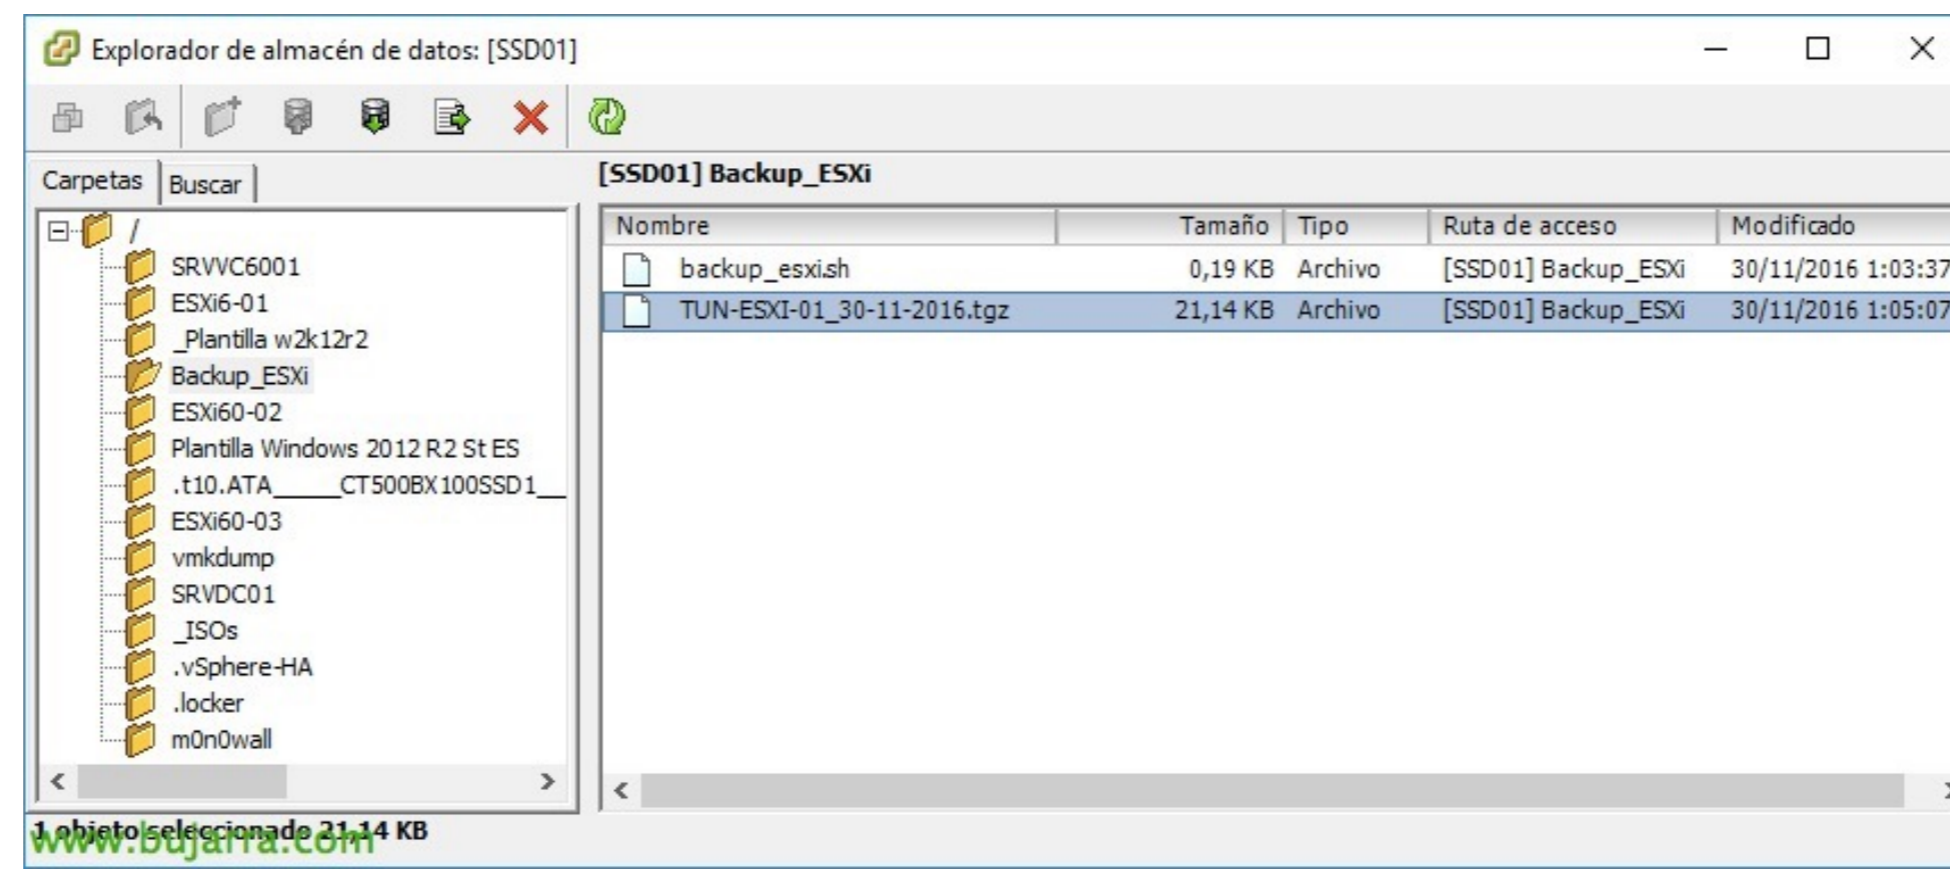 Explorador de almacén de datos: [SSD01]
Carpetas
Buscar
/
SRVVC6001
ESXi6-01
_Plantilla w2k12r2
Backup_ESXi
ESXi60-02
Plantilla Windows 2012 R2 St ES
.t10.ATA_____CT500BX100SSD1__
ESXi60-03
vmkdump
SRVDC01
_ISOs
.vSphere-HA
.locker
m0n0wall
[SSD01] Backup_ESXi
Nombre Tamaño Tipo Ruta de acceso Modificado
backup_esxi.sh 0,19 KB Archivo [SSD01] Backup_ESXi 30/11/2016 1:03:37
TUN-ESXI-01_30-11-2016.tgz 21,14 KB Archivo [SSD01] Backup_ESXi 30/11/2016 1:05:07
1 objeto seleccionado 21,14 KB
www.bujarra.com